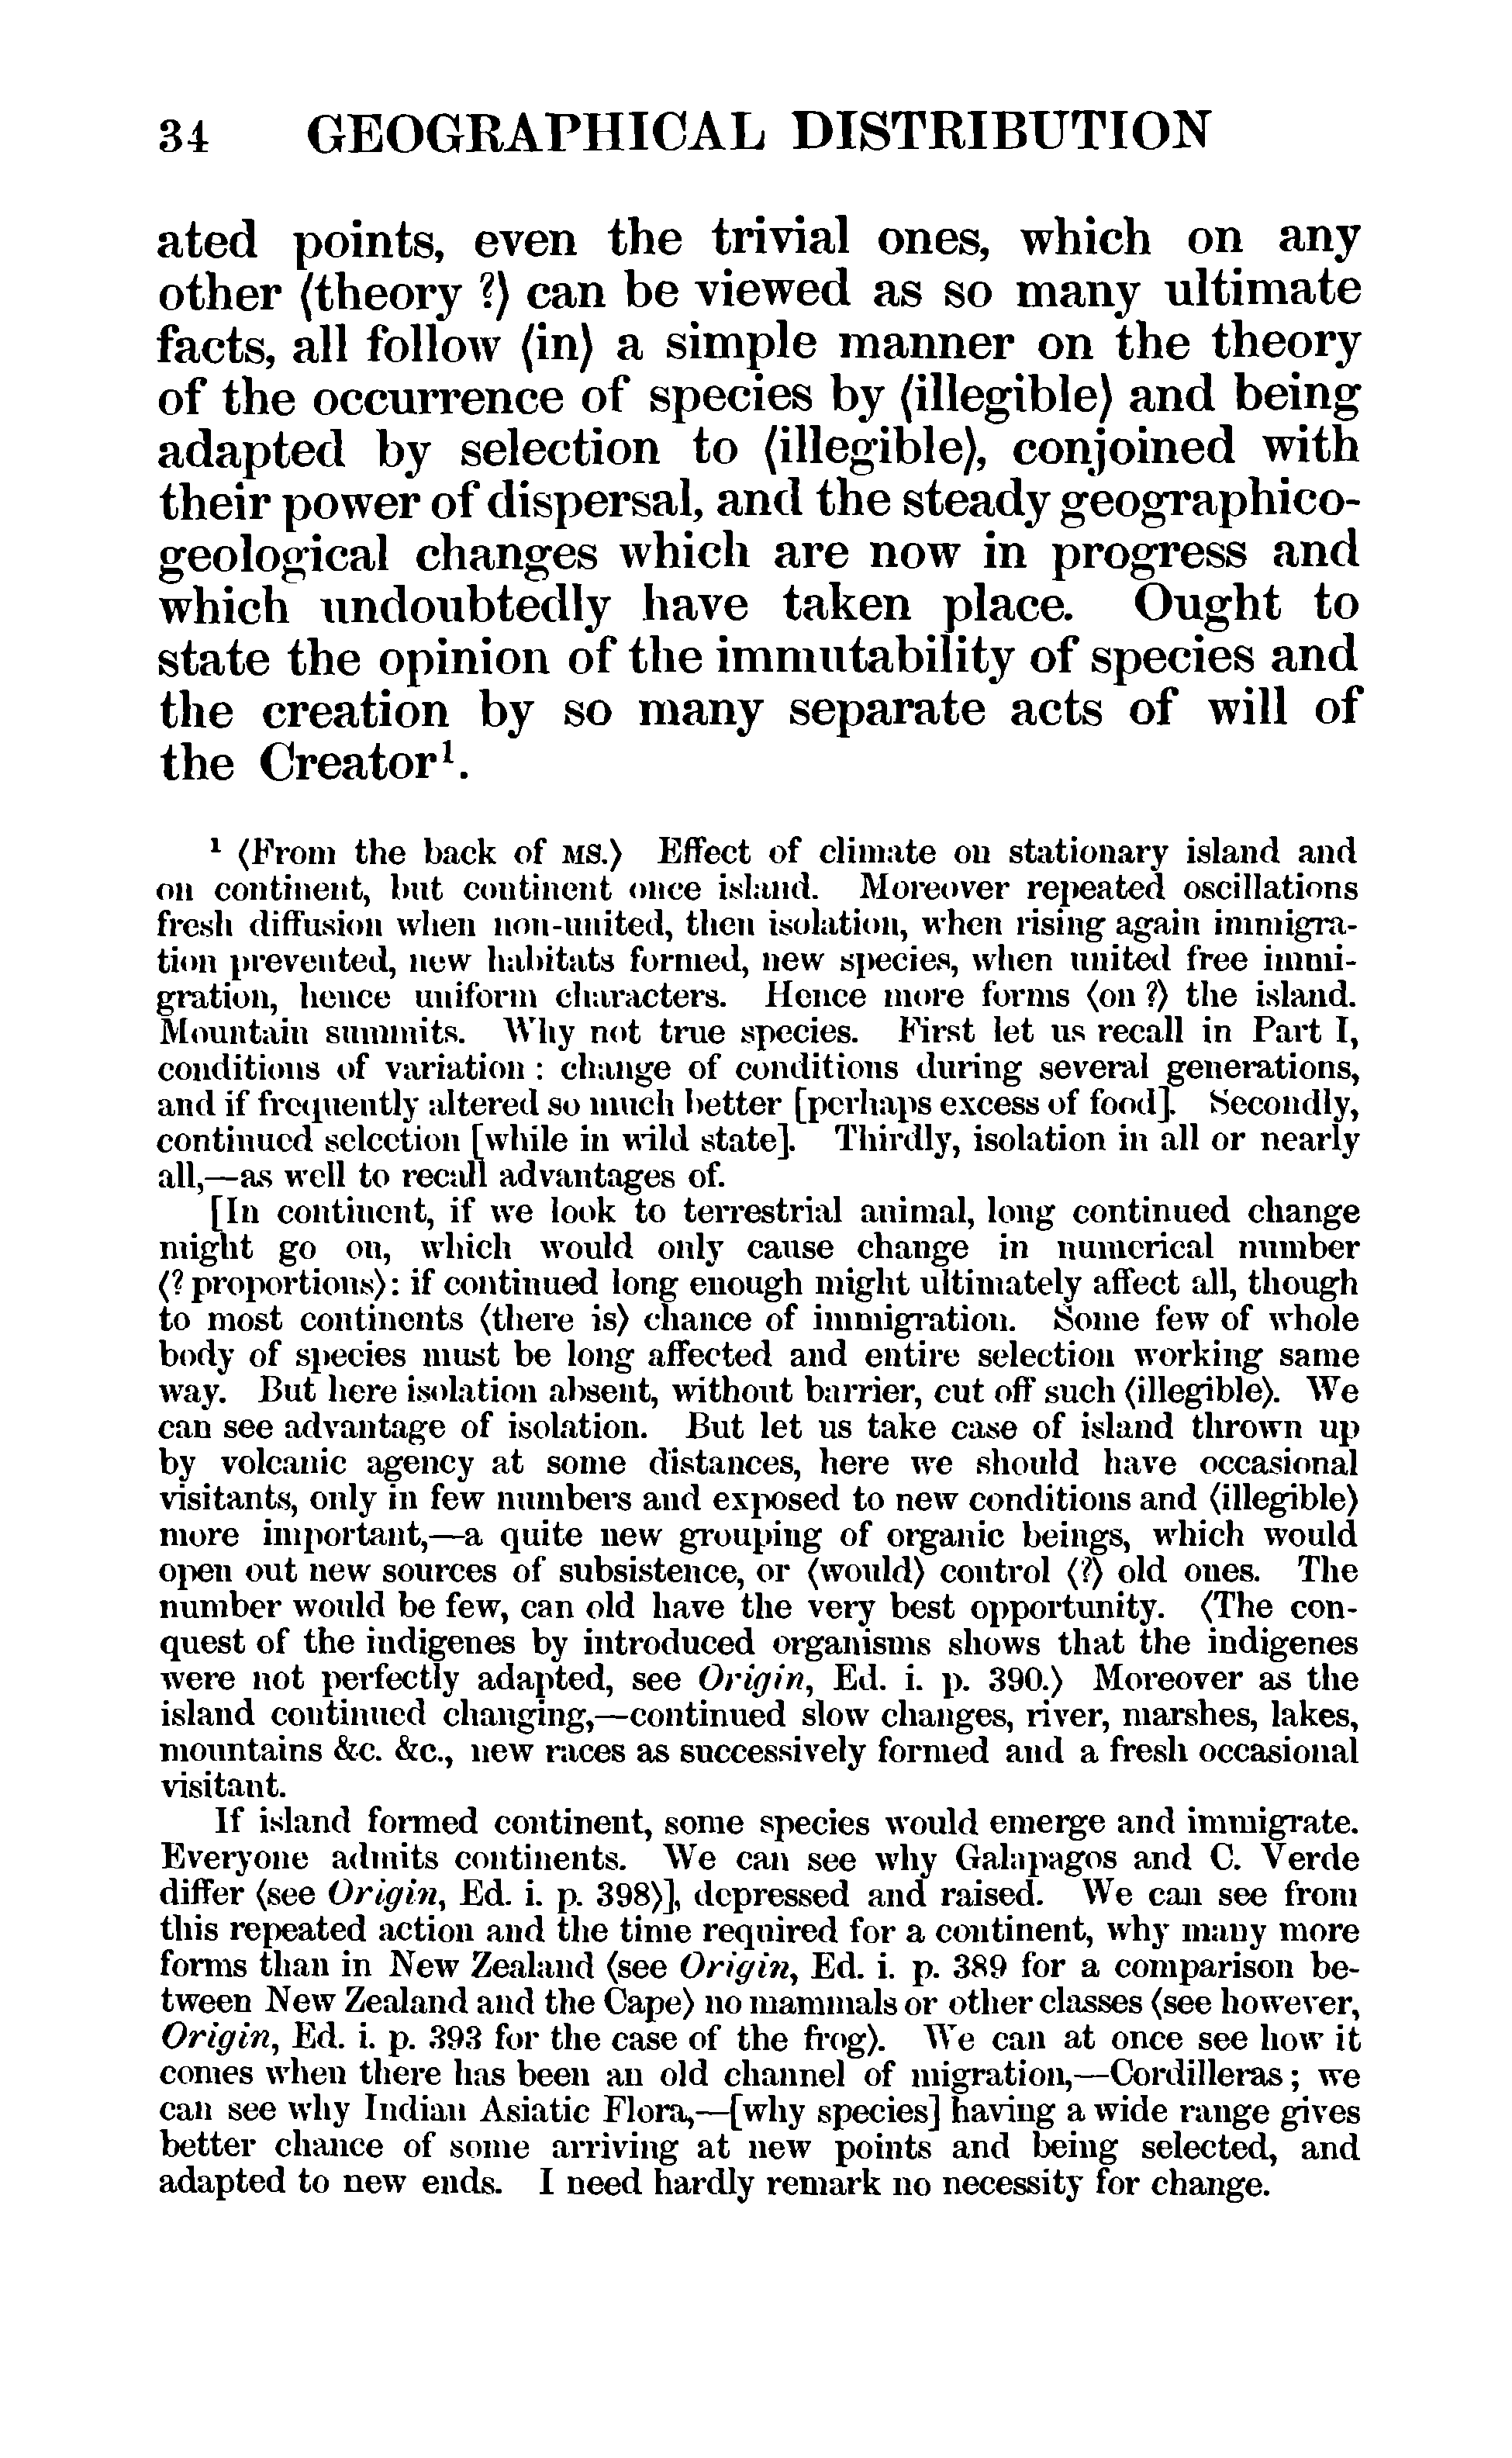 34 GEOGRAPHICAL DISTRIBUTION
ated points, even the trivial ones, which on any
other ⟨theory ?⟩ can be viewed as so many ultimate
facts, all follow ⟨in⟩ a simple manner on the theory
of the occurrence of species by ⟨illegible⟩ and being
adapted by selection to ⟨illegible⟩, conjoined with
their power of dispersal, and the steady geographico-
geological changes which are now in progress and
which undoubtedly have taken place. Ought to
state the opinion of the immutability of species and
the creation by so many separate acts of will of
the Creator¹.
¹ ⟨From the back of MS.⟩ Effect of climate on stationary island and
on continent, but continent once island. Moreover repeated oscillations
fresh diffusion when non-united, then isolation, when rising again immigra-
tion prevented, new habitats formed, new species, when united free immi-
gration, hence uniform characters. Hence more forms ⟨on ?⟩ the island.
Mountain summits. Why not true species. First let us recall in Part I,
conditions of variation : change of conditions during several generations,
and if frequently altered so much better [perhaps excess of food]. Secondly,
continued selection [while in wild state]. Thirdly, isolation in all or nearly
all,—as well to recall advantages of.
[In continent, if we look to terrestrial animal, long continued change
might go on, which would only cause change in numerical number
⟨? proportions⟩: if continued long enough might ultimately affect all, though
to most continents ⟨there is⟩ chance of immigration. Some few of whole
body of species must be long affected and entire selection working same
way. But here isolation absent, without barrier, cut off such ⟨illegible⟩. We
can see advantage of isolation. But let us take case of island thrown up
by volcanic agency at some distances, here we should have occasional
visitants, only in few numbers and exposed to new conditions and ⟨illegible⟩
more important,—a quite new grouping of organic beings, which would
open out new sources of subsistence, or ⟨would⟩ control ⟨?⟩ old ones. The
number would be few, can old have the very best opportunity. ⟨The con-
quest of the indigenes by introduced organisms shows that the indigenes
were not perfectly adapted, see Origin, Ed. i. p. 390.⟩ Moreover as the
island continued changing,—continued slow changes, river, marshes, lakes,
mountains &c. &c., new races as successively formed and a fresh occasional
visitant.
If island formed continent, some species would emerge and immigrate.
Everyone admits continents. We can see why Galapagos and C. Verde
differ ⟨see Origin, Ed. i. p. 398⟩], depressed and raised. We can see from
this repeated action and the time required for a continent, why many more
forms than in New Zealand ⟨see Origin, Ed. i. p. 389 for a comparison be-
tween New Zealand and the Cape⟩ no mammals or other classes ⟨see however,
Origin, Ed. i. p. 393 for the case of the frog⟩. We can at once see how it
comes when there has been an old channel of migration,—Cordilleras ; we
can see why Indian Asiatic Flora,—[why species] having a wide range gives
better chance of some arriving at new points and being selected, and
adapted to new ends. I need hardly remark no necessity for change.